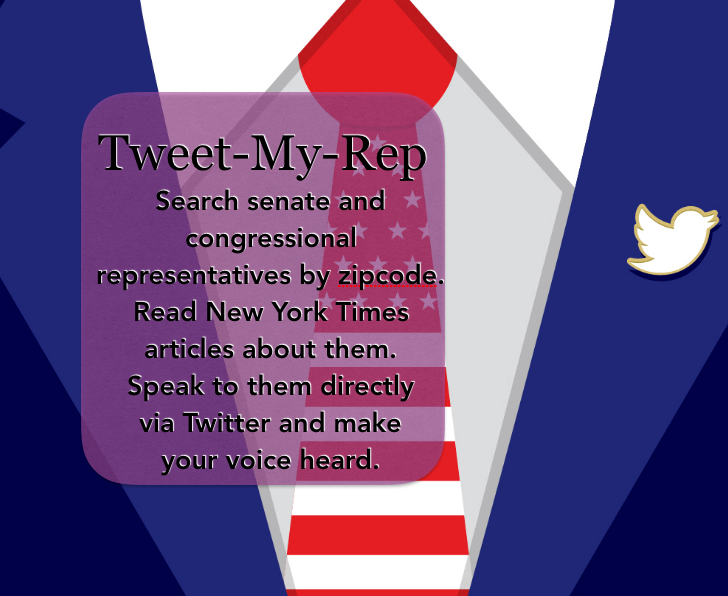 Tweet-My-Rep
Search senate and
congressional
representatives by zipcode.
Read New York Times
articles about them.
Speak to them directly
via Twitter and make
your voice heard.